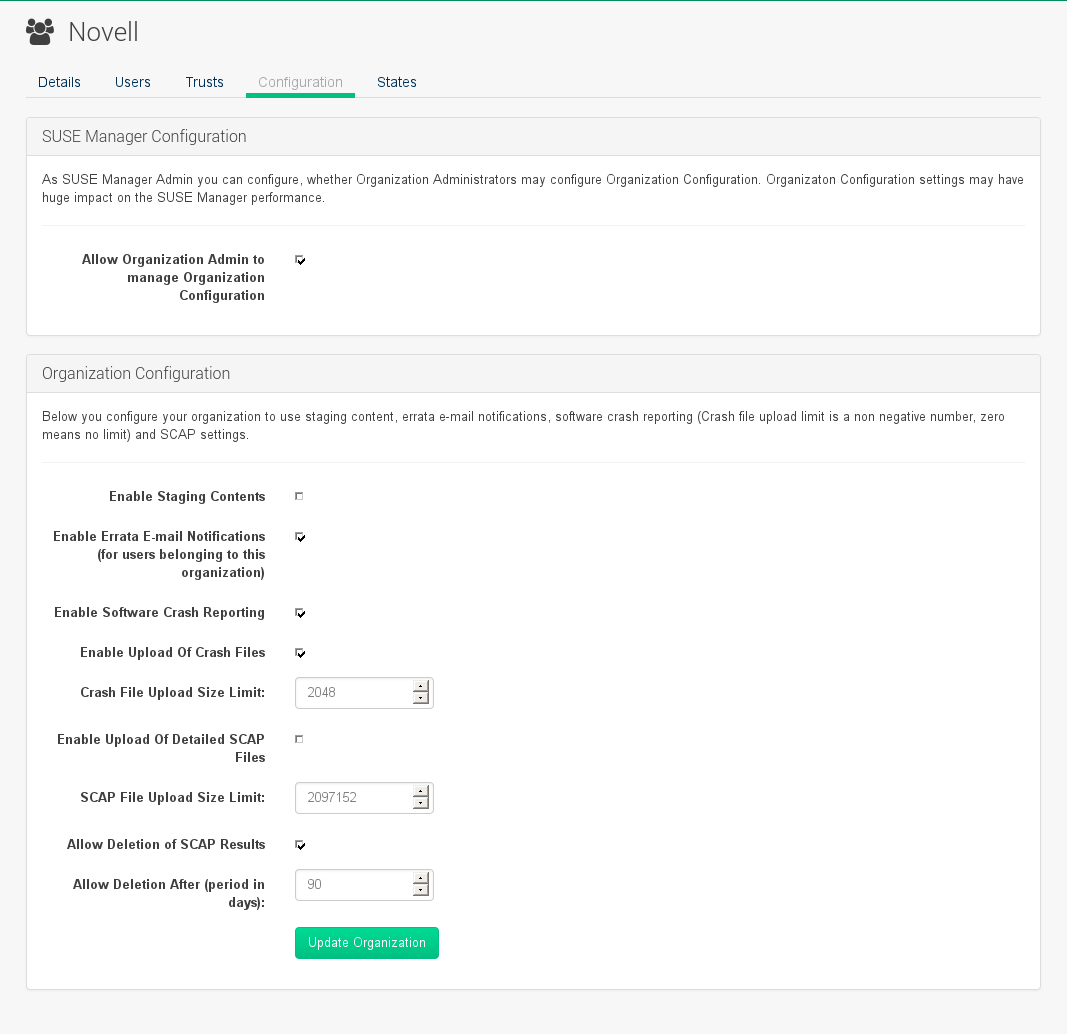 Novell
Details Users Trusts Configuration States
SUSE Manager Configuration
As SUSE Manager Admin you can configure, whether Organization Administrators may configure Organization Configuration. Organizaton Configuration settings may have
huge impact on the SUSE Manager performance.
Allow Organization Admin to
manage Organization
Configuration
Organization Configuration
Below you configure your organization to use staging content, errata e-mail notifications, software crash reporting (Crash file upload limit is a non negative number, zero
means no limit) and SCAP settings.
Enable Staging Contents
Enable Errata E-mail Notifications
(for users belonging to this
organization)
Enable Software Crash Reporting
Enable Upload Of Crash Files
Crash File Upload Size Limit: 2048
Enable Upload Of Detailed SCAP
Files
SCAP File Upload Size Limit: 2097152
Allow Deletion of SCAP Results
Allow Deletion After (period in 90
days):
Update Organization